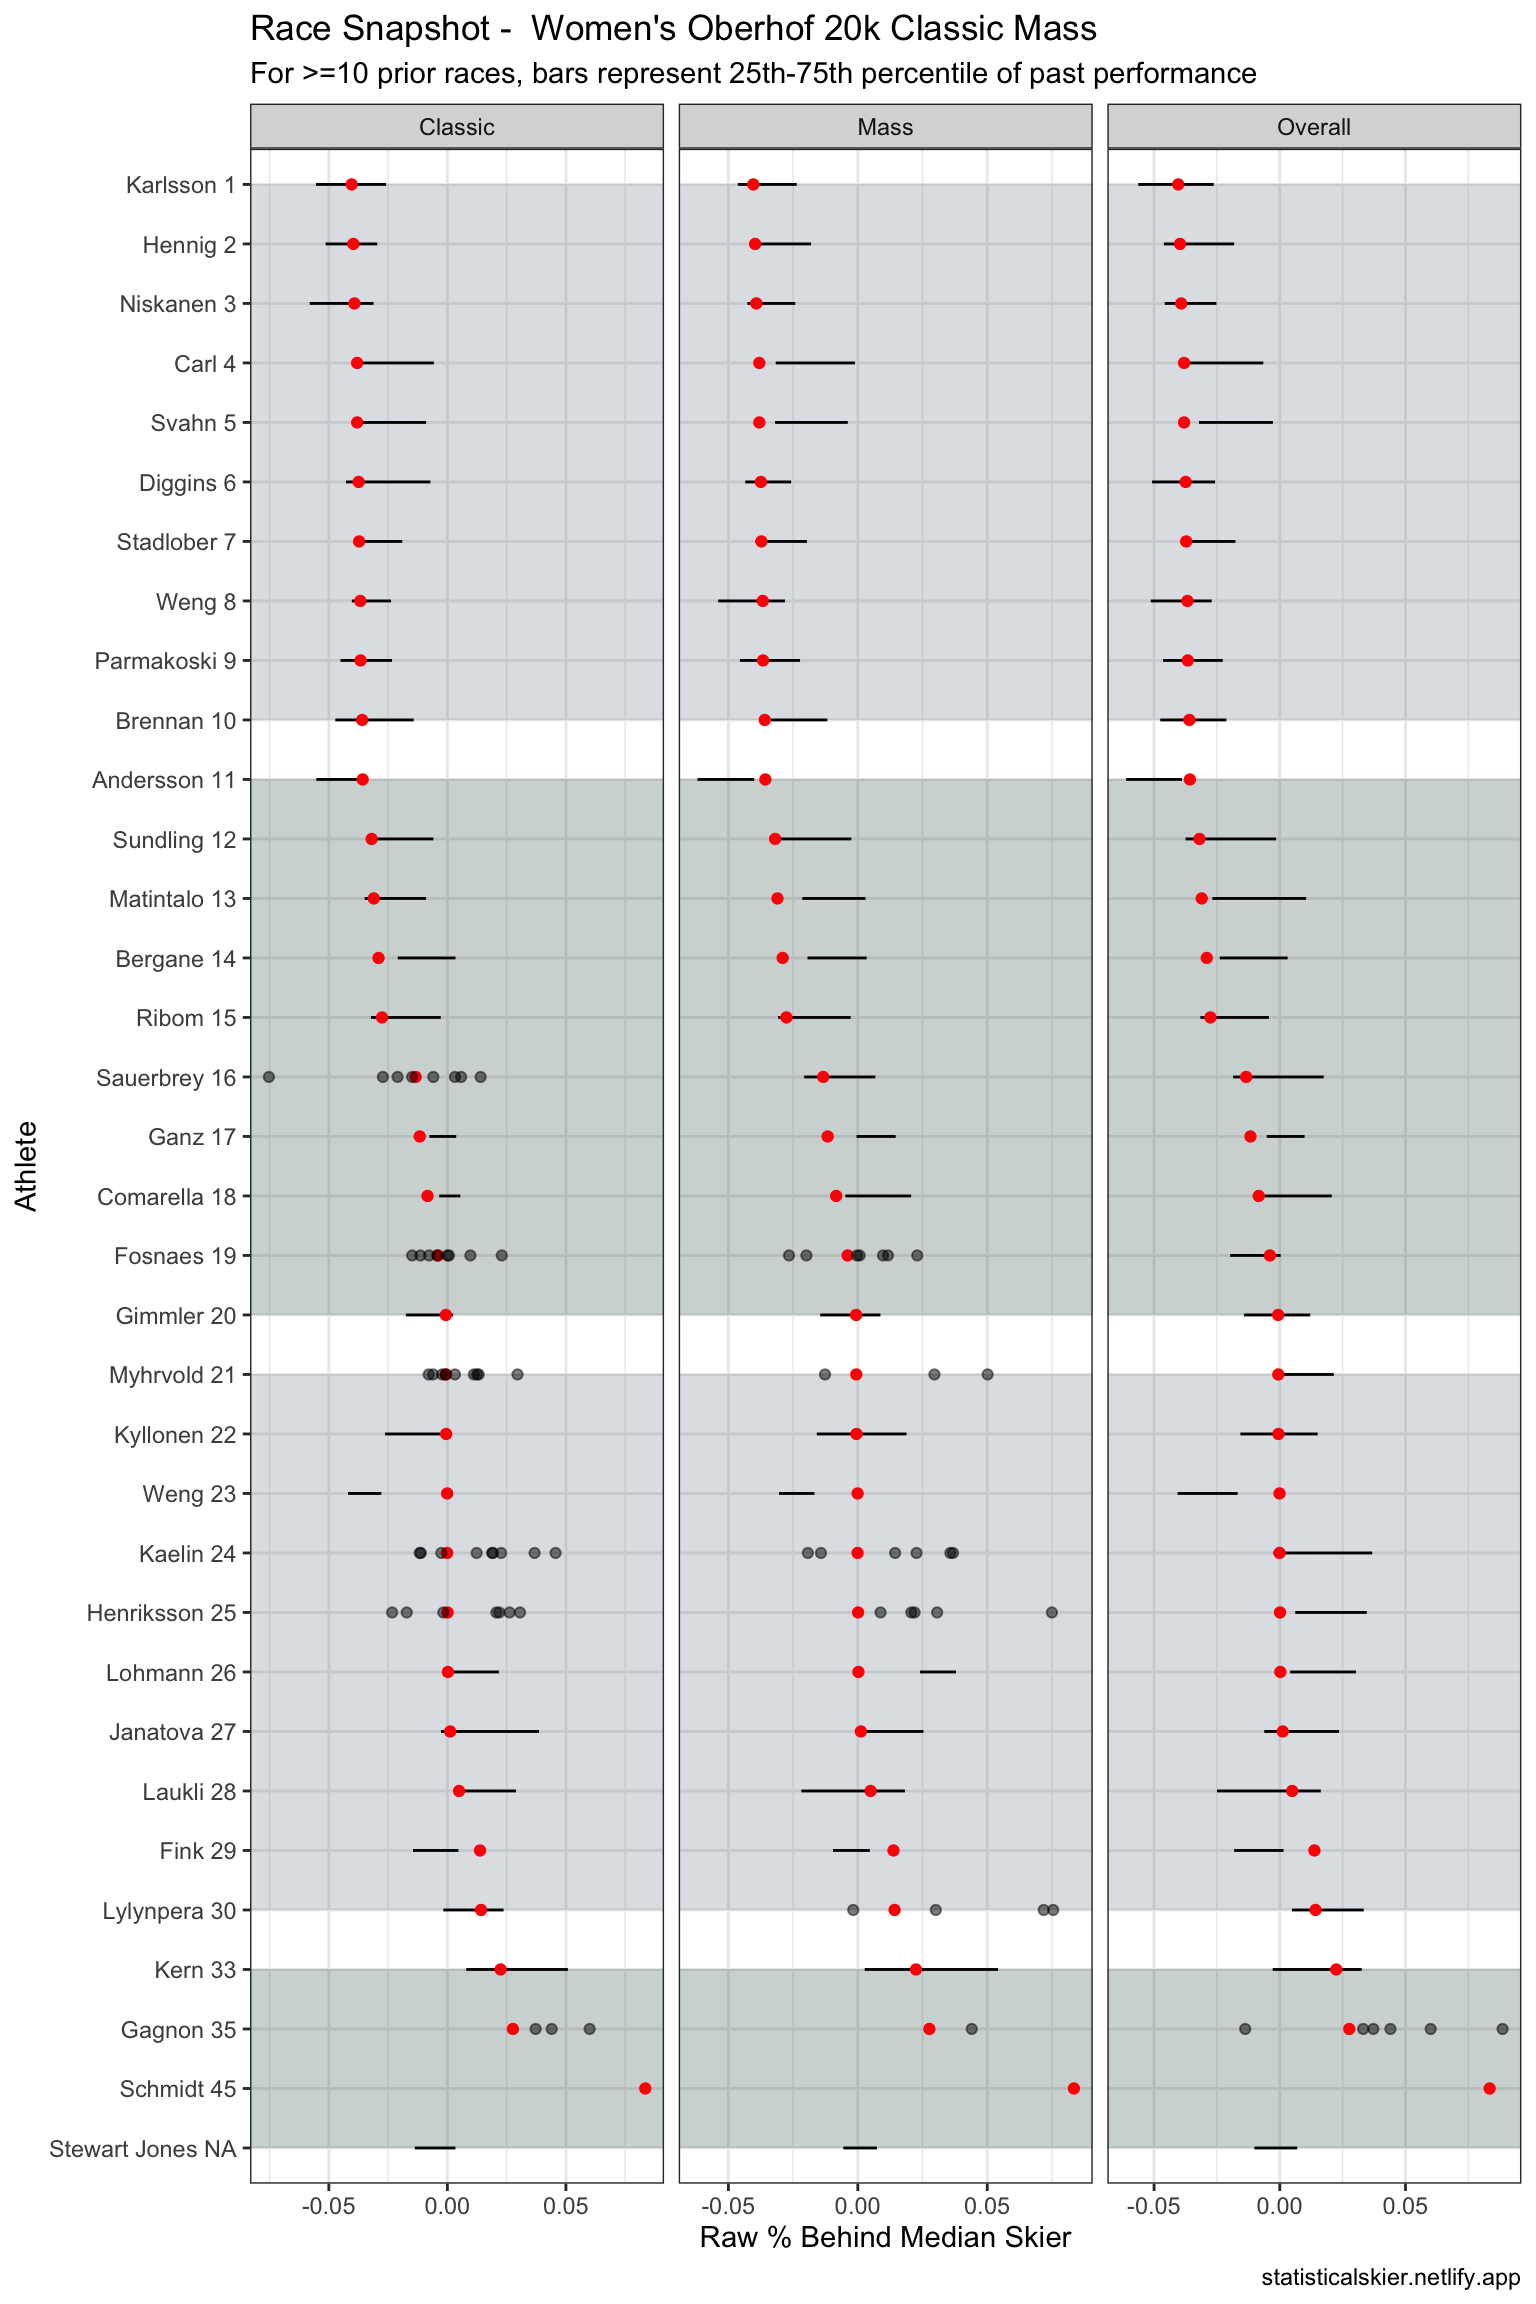 Race Snapshot -  Women's Oberhof 20k Classic Mass
For >=10 prior races, bars represent 25th-75th percentile of past performance
Classic
Mass
Overall
Athlete
Karlsson 1
Hennig 2
Niskanen 3
Carl 4
Svahn 5
Diggins 6
Stadlober 7
Weng 8
Parmakoski 9
Brennan 10
Andersson 11
Sundling 12
Matintalo 13
Bergane 14
Ribom 15
Sauerbrey 16
Ganz 17
Comarella 18
Fosnaes 19
Gimmler 20
Myhrvold 21
Kyllonen 22
Weng 23
Kaelin 24
Henriksson 25
Lohmann 26
Janatova 27
Laukli 28
Fink 29
Lylynpera 30
Kern 33
Gagnon 35
Schmidt 45
Stewart Jones NA
-0.05 0.00 0.05
-0.05 0.00 0.05
-0.05 0.00 0.05
Raw % Behind Median Skier
statisticalskier.netlify.app